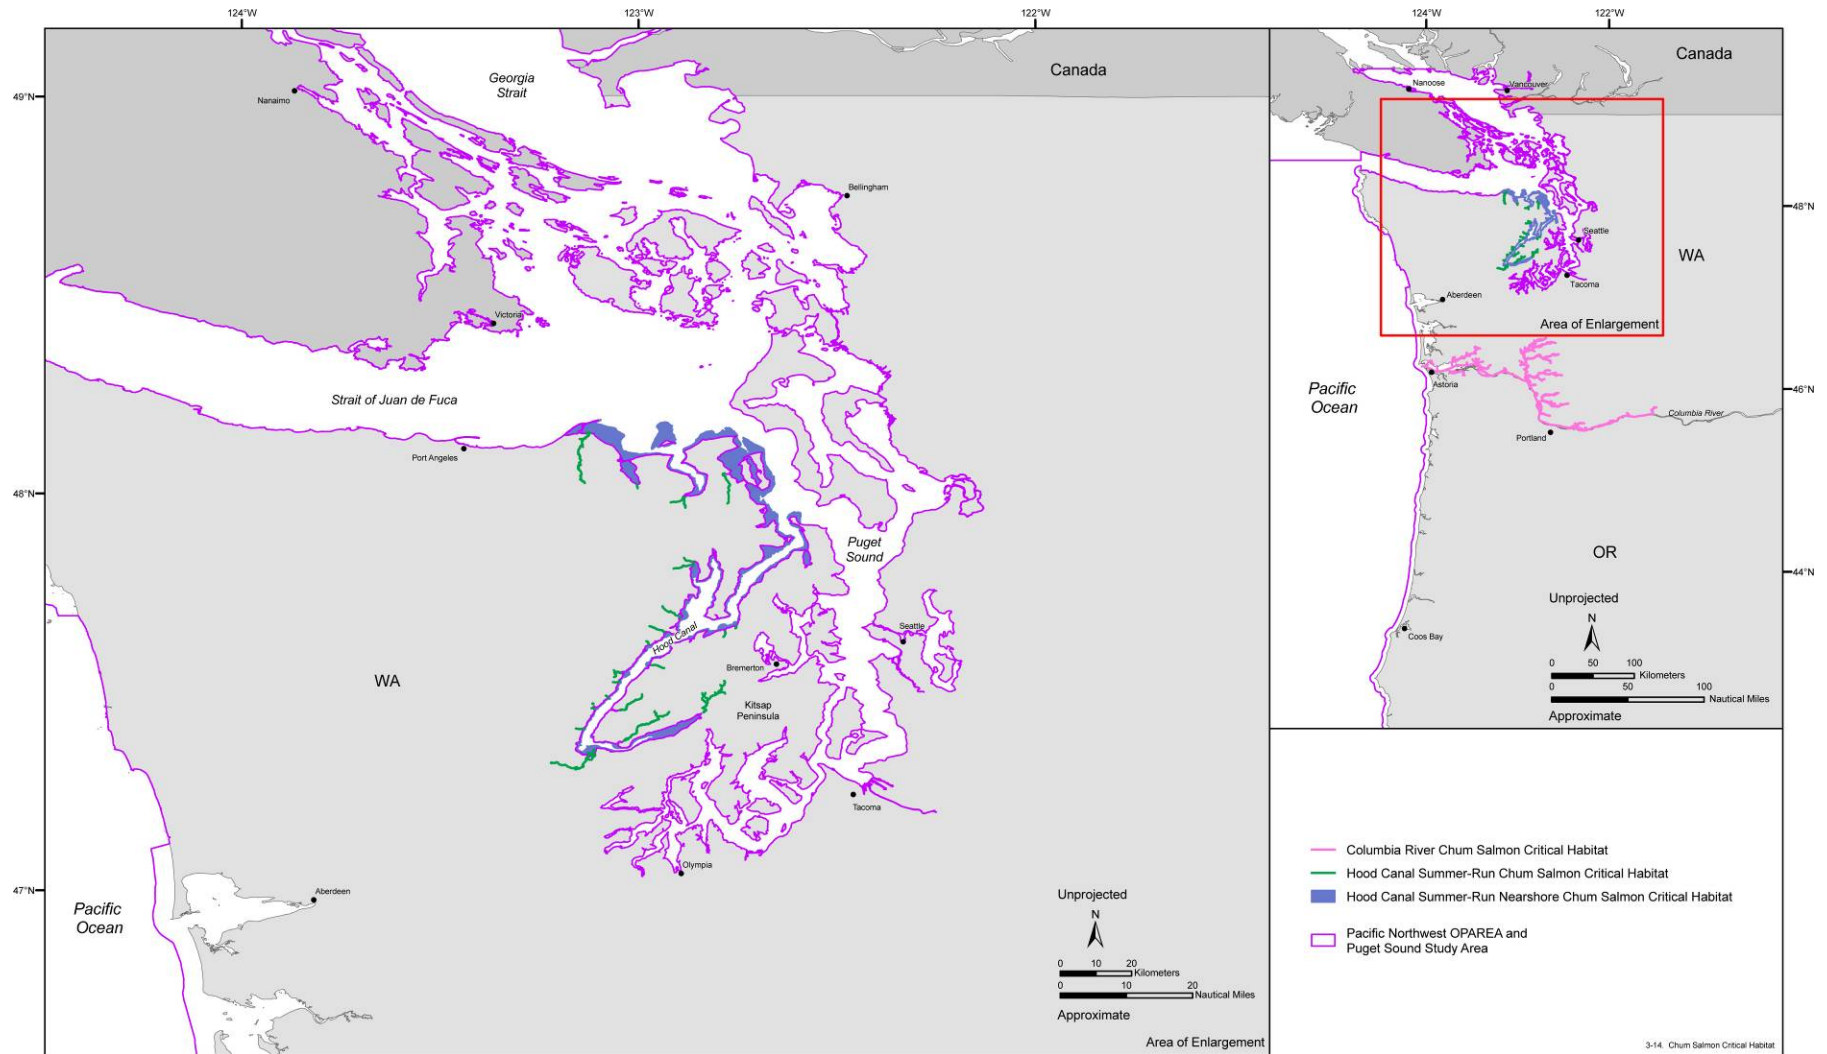 124°W
123°W
122°W
124°W
122°W
49°N
48°N
47°N
48°N
46°N
44°N
Georgia
Strait
Canada
Nanaimo
Bellingham
Victoria
Strait of Juan de Fuca
Port Angeles
Puget
Sound
Hood Canal
Seattle
Bremerton
WA
Kitsap
Peninsula
Tacoma
Olympia
Aberdeen
Pacific
Ocean
Unprojected
N
0 10 20
Kilometers
0 10 20
Nautical Miles
Approximate
Area of Enlargement
Canada
Nanoose
Vancouver
Seattle
WA
Tacoma
Aberdeen
Area of Enlargement
Astoria
Pacific
Ocean
Columbia River
Portland
OR
Coos Bay
Unprojected
N
0 50 100
Kilometers
0 50 100
Nautical Miles
Approximate
Columbia River Chum Salmon Critical Habitat
Hood Canal Summer-Run Chum Salmon Critical Habitat
Hood Canal Summer-Run Nearshore Chum Salmon Critical Habitat
Pacific Northwest OPAREA and
Puget Sound Study Area
3-14. Chum Salmon Critical Habitat